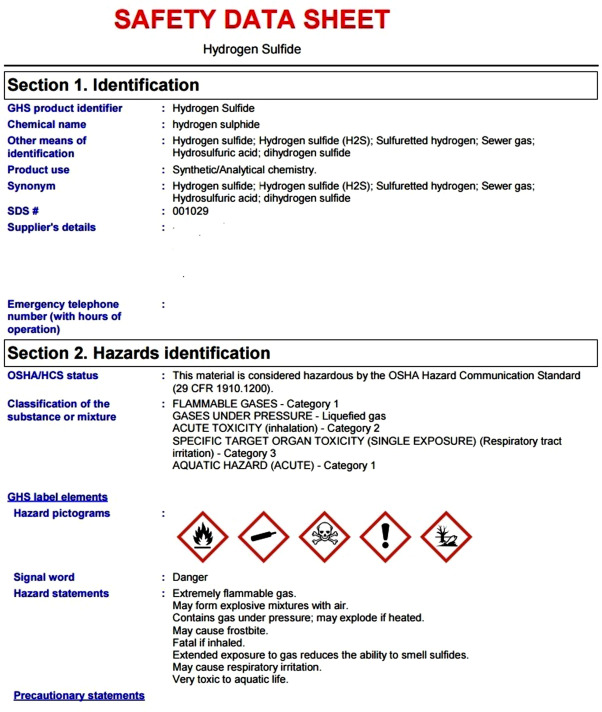 SAFETY DATA SHEET
Hydrogen Sulfide
Section 1. Identification
GHS product identifier : Hydrogen Sulfide
Chemical name : hydrogen sulphide
Other means of identification : Hydrogen sulfide; Hydrogen sulfide (H2S); Sulfuretted hydrogen; Sewer gas;
Hydrosulfuric acid; dihydrogen sulfide
Product use : Synthetic/Analytical chemistry.
Synonym : Hydrogen sulfide; Hydrogen sulfide (H2S); Sulfuretted hydrogen; Sewer gas;
Hydrosulfuric acid; dihydrogen sulfide
SDS # : 001029
Supplier's details :
Emergency telephone :
number (with hours of
operation)
Section 2. Hazards identification
OSHA/HCS status : This material is considered hazardous by the OSHA Hazard Communication Standard
(29 CFR 1910.1200).
Classification of the : FLAMMABLE GASES - Category 1
substance or mixture GASES UNDER PRESSURE - Liquefied gas
ACUTE TOXICITY (inhalation) - Category 2
SPECIFIC TARGET ORGAN TOXICITY (SINGLE EXPOSURE) (Respiratory tract
irritation) - Category 3
AQUATIC HAZARD (ACUTE) - Category 1
GHS label elements
Hazard pictograms :
Signal word : Danger
Hazard statements : Extremely flammable gas.
May form explosive mixtures with air.
Contains gas under pressure; may explode if heated.
May cause frostbite.
Fatal if inhaled.
Extended exposure to gas reduces the ability to smell sulfides.
May cause respiratory irritation.
Very toxic to aquatic life.
Precautionary statements